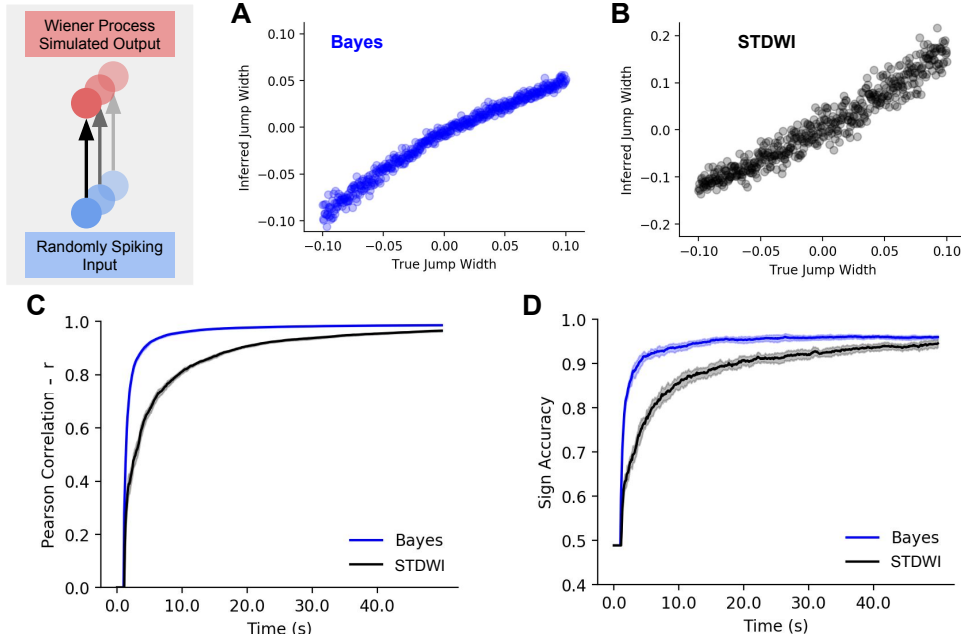 Wiener Process
Simulated Output
Randomly Spiking
Input
A
Bayes
Inferred Jump Width
0.10
0.05
0.00
−0.05
−0.10
−0.10
−0.05
0.00
0.05
0.10
True Jump Width
B
STDWI
Inferred Jump Width
0.2
0.1
0.0
−0.1
−0.2
−0.10
−0.05
0.00
0.05
0.10
True Jump Width
C
Pearson Correlation - r
1.0
0.8
0.6
0.4
0.2
0.0
0.0
10.0
20.0
30.0
40.0
Time (s)
Bayes
STDWI
D
Sign Accuracy
1.0
0.9
0.8
0.7
0.6
0.5
0.4
0.0
10.0
20.0
30.0
40.0
Time (s)
Bayes
STDWI